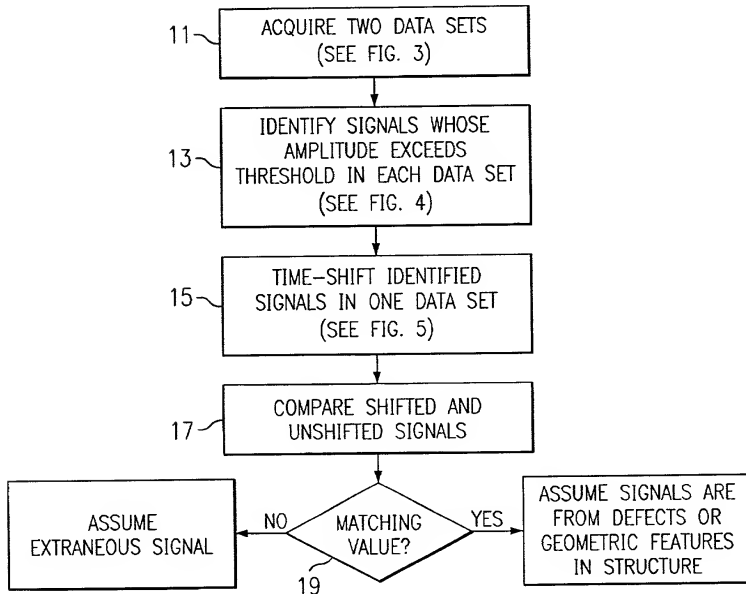 11
ACQUIRE TWO DATA SETS
(SEE FIG. 3)
13
IDENTIFY SIGNALS WHOSE
AMPLITUDE EXCEEDS
THRESHOLD IN EACH DATA SET
(SEE FIG. 4)
15
TIME-SHIFT IDENTIFIED
SIGNALS IN ONE DATA SET
(SEE FIG. 5)
17
COMPARE SHIFTED AND
UNSHIFTED SIGNALS
ASSUME
EXTRANEOUS SIGNAL
NO
MATCHING
VALUE?
19
YES
ASSUME SIGNALS ARE
FROM DEFECTS OR
GEOMETRIC FEATURES
IN STRUCTURE